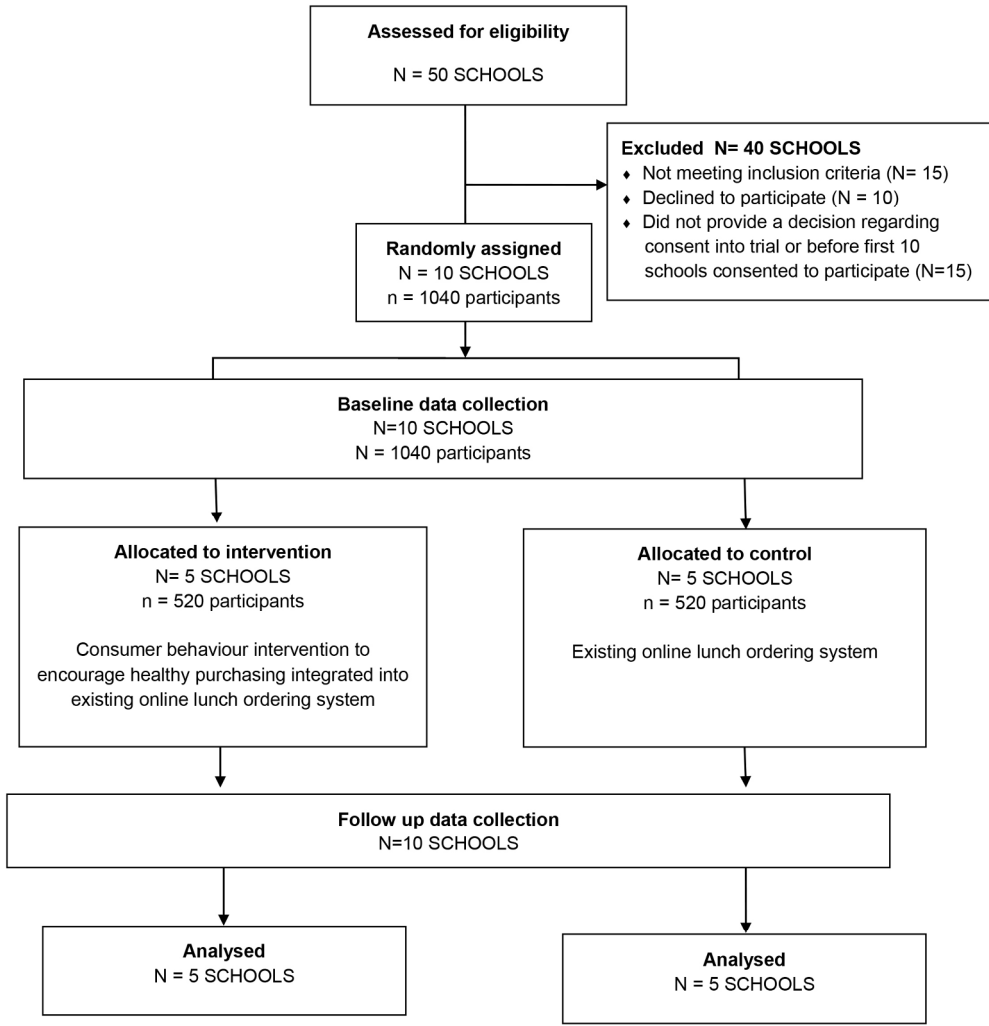 Assessed for eligibility
N = 50 SCHOOLS
Excluded N= 40 SCHOOLS
♦ Not meeting inclusion criteria (N= 15)
♦ Declined to participate (N = 10)
♦ Did not provide a decision regarding
consent into trial or before first 10
schools consented to participate (N=15)
Randomly assigned
N = 10 SCHOOLS
n = 1040 participants
Baseline data collection
N=10 SCHOOLS
N = 1040 participants
Allocated to intervention
N= 5 SCHOOLS
n = 520 participants
Consumer behaviour intervention to
encourage healthy purchasing integrated into
existing online lunch ordering system
Allocated to control
N= 5 SCHOOLS
n = 520 participants
Existing online lunch ordering system
Follow up data collection
N=10 SCHOOLS
Analysed
N = 5 SCHOOLS
Analysed
N = 5 SCHOOLS